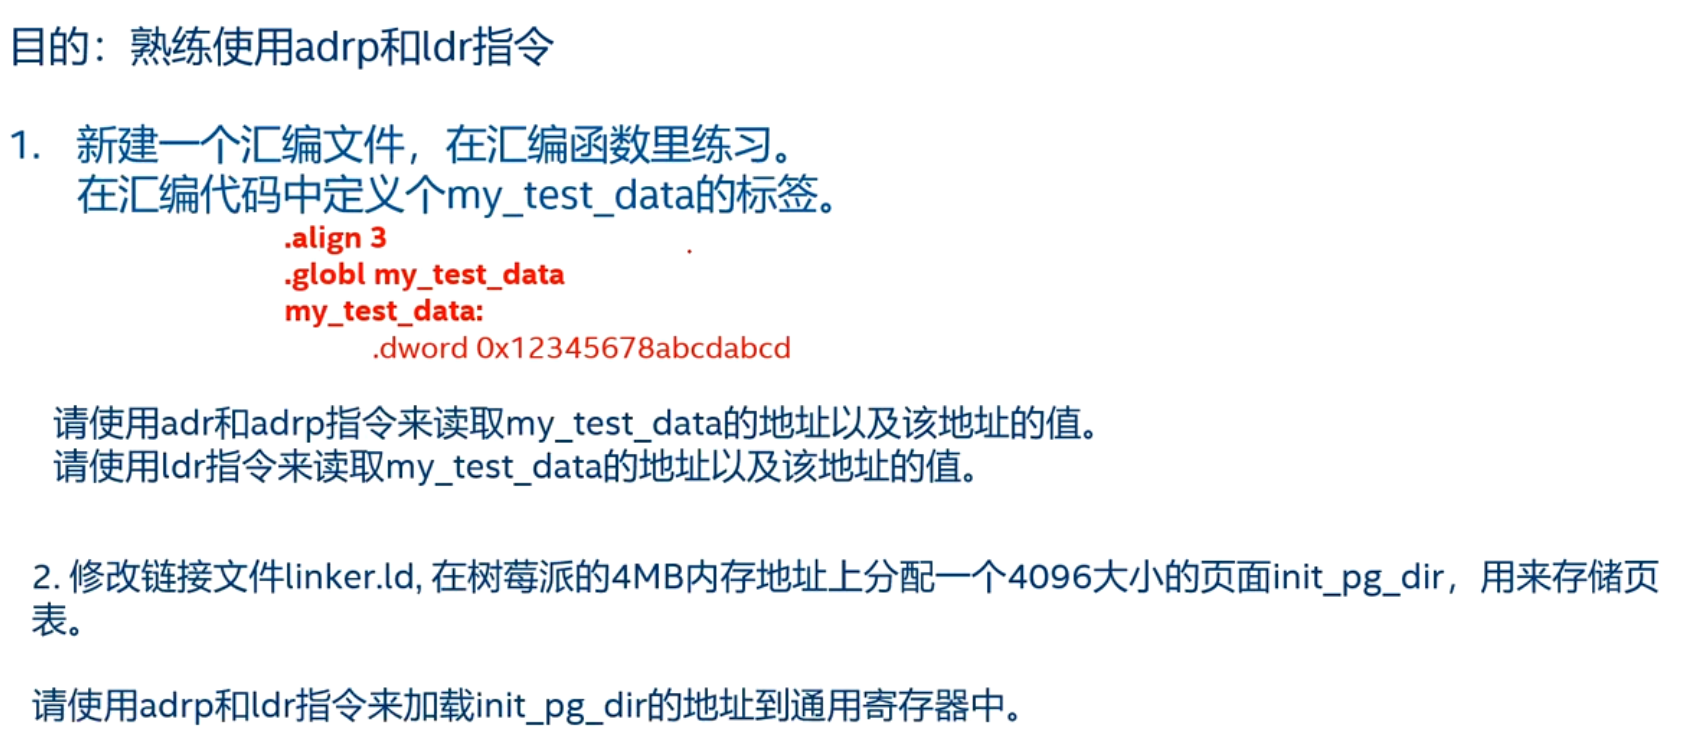 目的：熟练使用adrp和ldr指令
1. 新建一个汇编文件，在汇编函数里练习。
在汇编代码中定义个my_test_data的标签。
.align 3
.globl my_test_data
my_test_data:
.dword 0x12345678abcdabcd
请使用adr和adrp指令来读取my_test_data的地址以及该地址的值。
请使用ldr指令来读取my_test_data的地址以及该地址的值。
2. 修改链接文件linker.ld, 在树莓派的4MB内存地址上分配一个4096大小的页面init_pg_dir，用来存储页
表。
请使用adrp和ldr指令来加载init_pg_dir的地址到通用寄存器中。